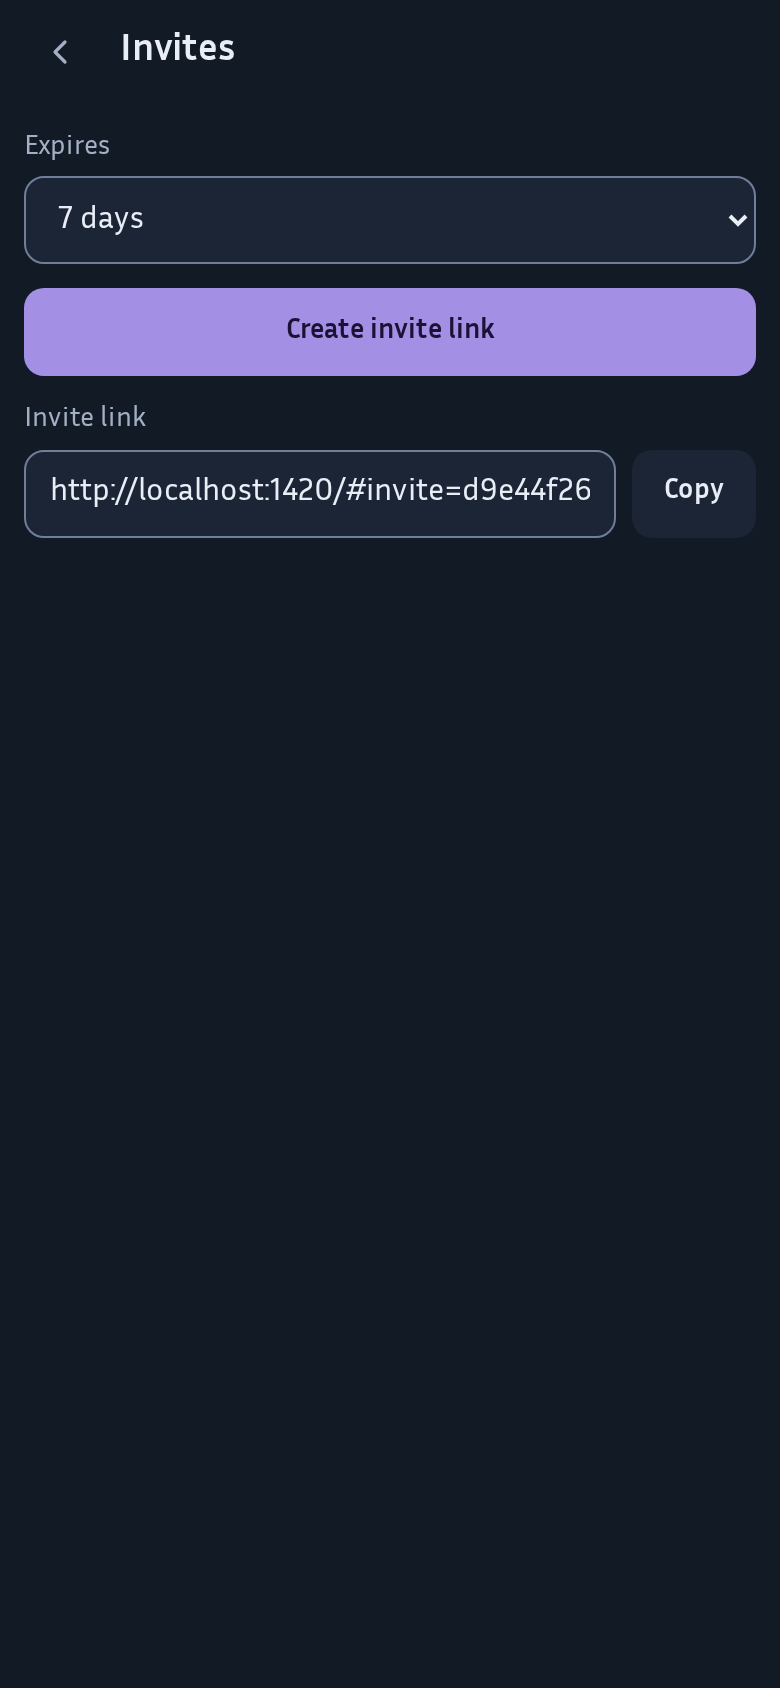 Invites
Expires
7 days
Create invite link
Invite link
http://localhost:1420/#invite=d9e44f26
Copy